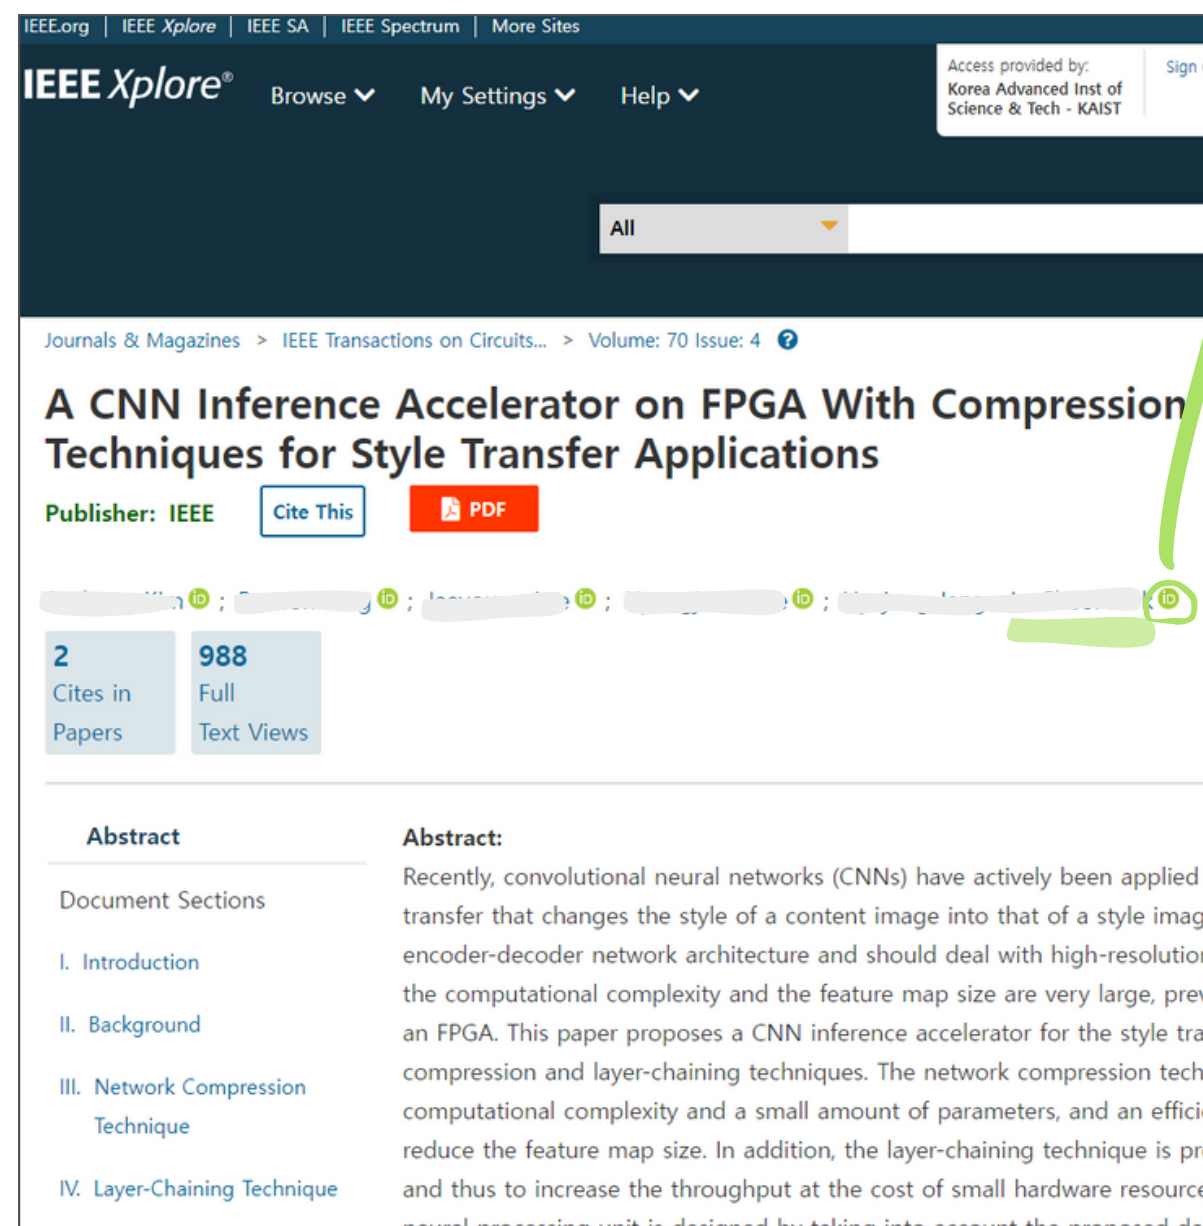 IEEE.org | IEEE Xplore | IEEE SA | IEEE Spectrum | More Sites
IEEE Xplore®
Browse My Settings Help
Access provided by:
Korea Advanced Inst of
Science & Tech - KAIST
Sign
All
Journals & Magazines > IEEE Transactions on Circuits... > Volume: 70 Issue: 4 ?
A CNN Inference Accelerator on FPGA With Compression
Techniques for Style Transfer Applications
Publisher: IEEE Cite This PDF
iD ; iD ; iD ; iD ; iD
2
Cites in
Papers
988
Full
Text Views
Abstract
Document Sections
I. Introduction
II. Background
III. Network Compression
Technique
IV. Layer-Chaining Technique
Abstract:
Recently, convolutional neural networks (CNNs) have actively been applied
transfer that changes the style of a content image into that of a style
encoder-decoder network architecture and should deal with
the computational complexity and the feature map size are very large,
an FPGA. This paper proposes a CNN inference accelerator for the style
compression and layer-chaining techniques. The network compression
computational complexity and a small amount of parameters, and an
reduce the feature map size. In addition, the layer-chaining technique is
and thus to increase the throughput at the cost of small hardware